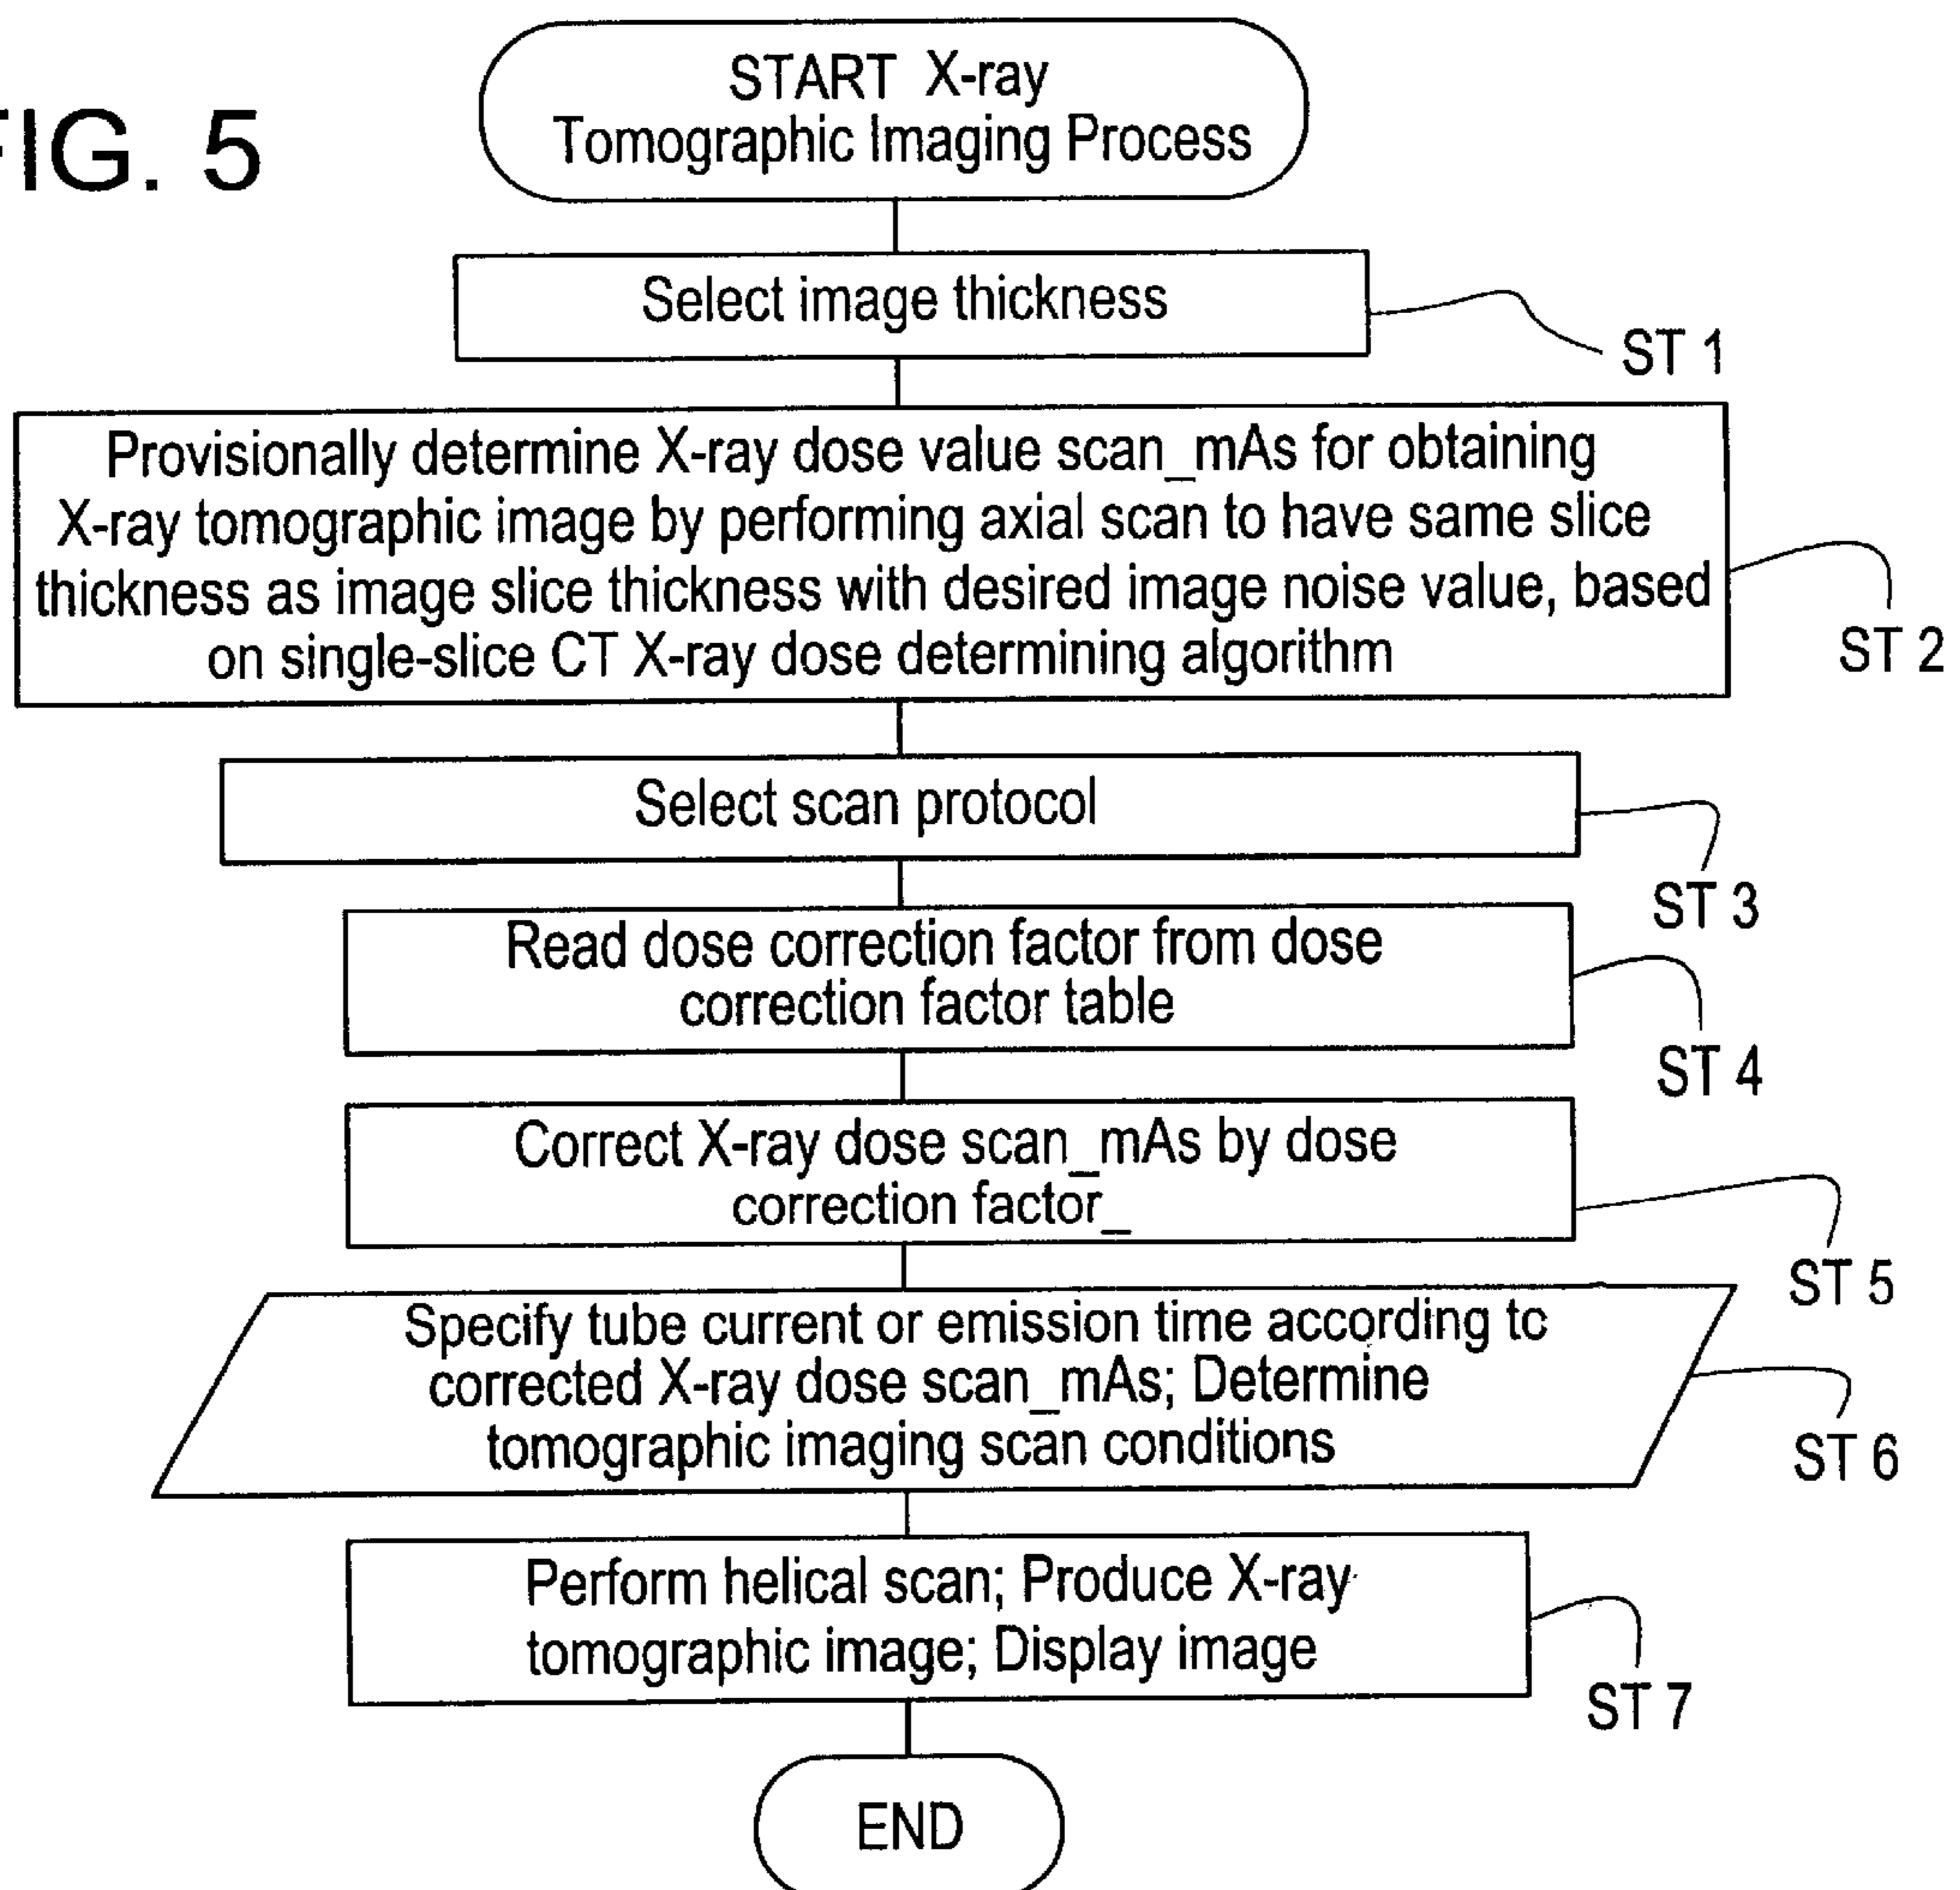 FIG. 5
START X-ray
Tomographic Imaging Process
Select image thickness
ST 1
Provisionally determine X-ray dose value scan_mAs for obtaining
X-ray tomographic image by performing axial scan to have same slice
thickness as image slice thickness with desired image noise value, based
on single-slice CT X-ray dose determining algorithm
ST 2
Select scan protocol
ST 3
Read dose correction factor from dose
correction factor table
ST 4
Correct X-ray dose scan_mAs by dose
correction factor_
ST 5
Specify tube current or emission time according to
corrected X-ray dose scan_mAs; Determine
tomographic imaging scan conditions
ST 6
Perform helical scan; Produce X-ray
tomographic image; Display image
ST 7
END